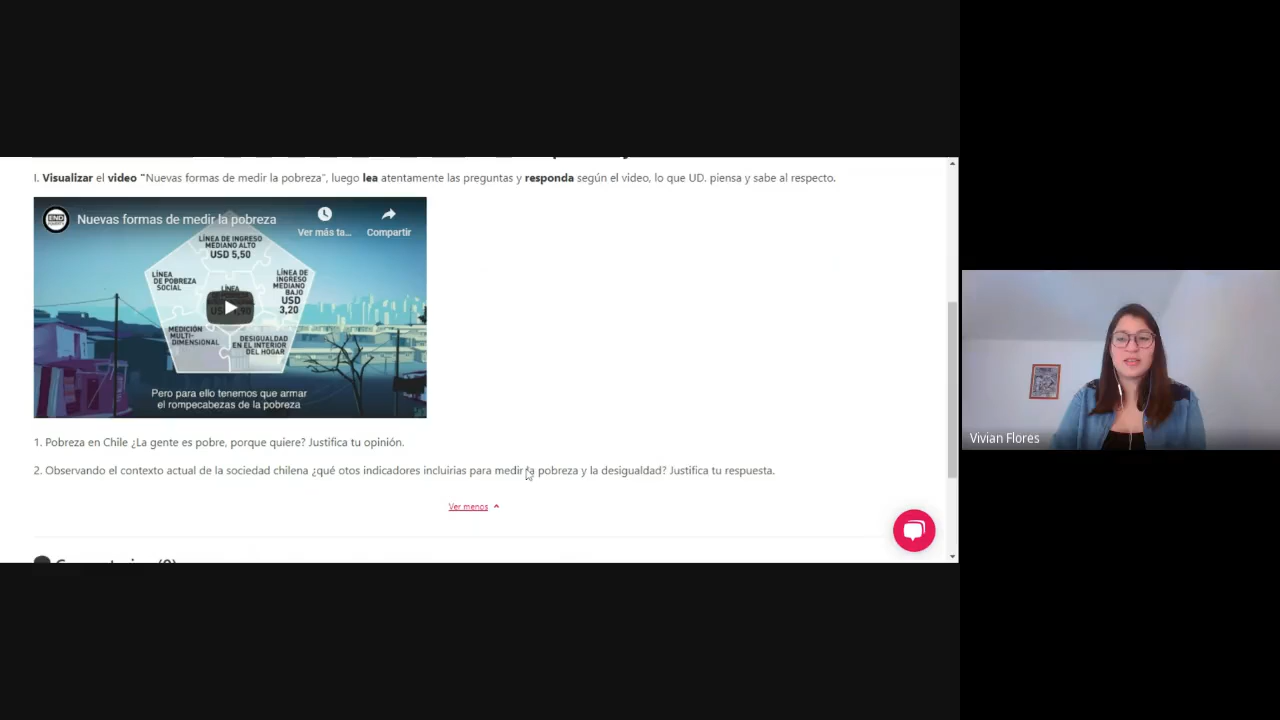 I. Visualizar el video "Nuevas formas de medir la pobreza", luego lea atentamente las preguntas y responda según el video, lo que UD. piensa y sabe al respecto.
END
Nuevas formas de medir la pobreza
Ver más ta...
Compartir
LÍNEA DE INGRESO
MEDIANO ALTO
USD 5,50
LÍNEA
DE POBREZA
SOCIAL
LÍNEA DE
INGRESO
MEDIANO
BAJO
USD
3,20
LÍNEA
1,90
MEDICIÓN
MULTI-
DIMENSIONAL
DESIGUALDAD
EN EL INTERIOR
DEL HOGAR
Pero para ello tenemos que armar
el rompecabezas de la pobreza
1. Pobreza en Chile ¿La gente es pobre, porque quiere? Justifica tu opinión.
2. Observando el contexto actual de la sociedad chilena ¿qué otos indicadores incluirias para medir la pobreza y la desigualdad? Justifica tu respuesta.
Ver menos
Vivian Flores